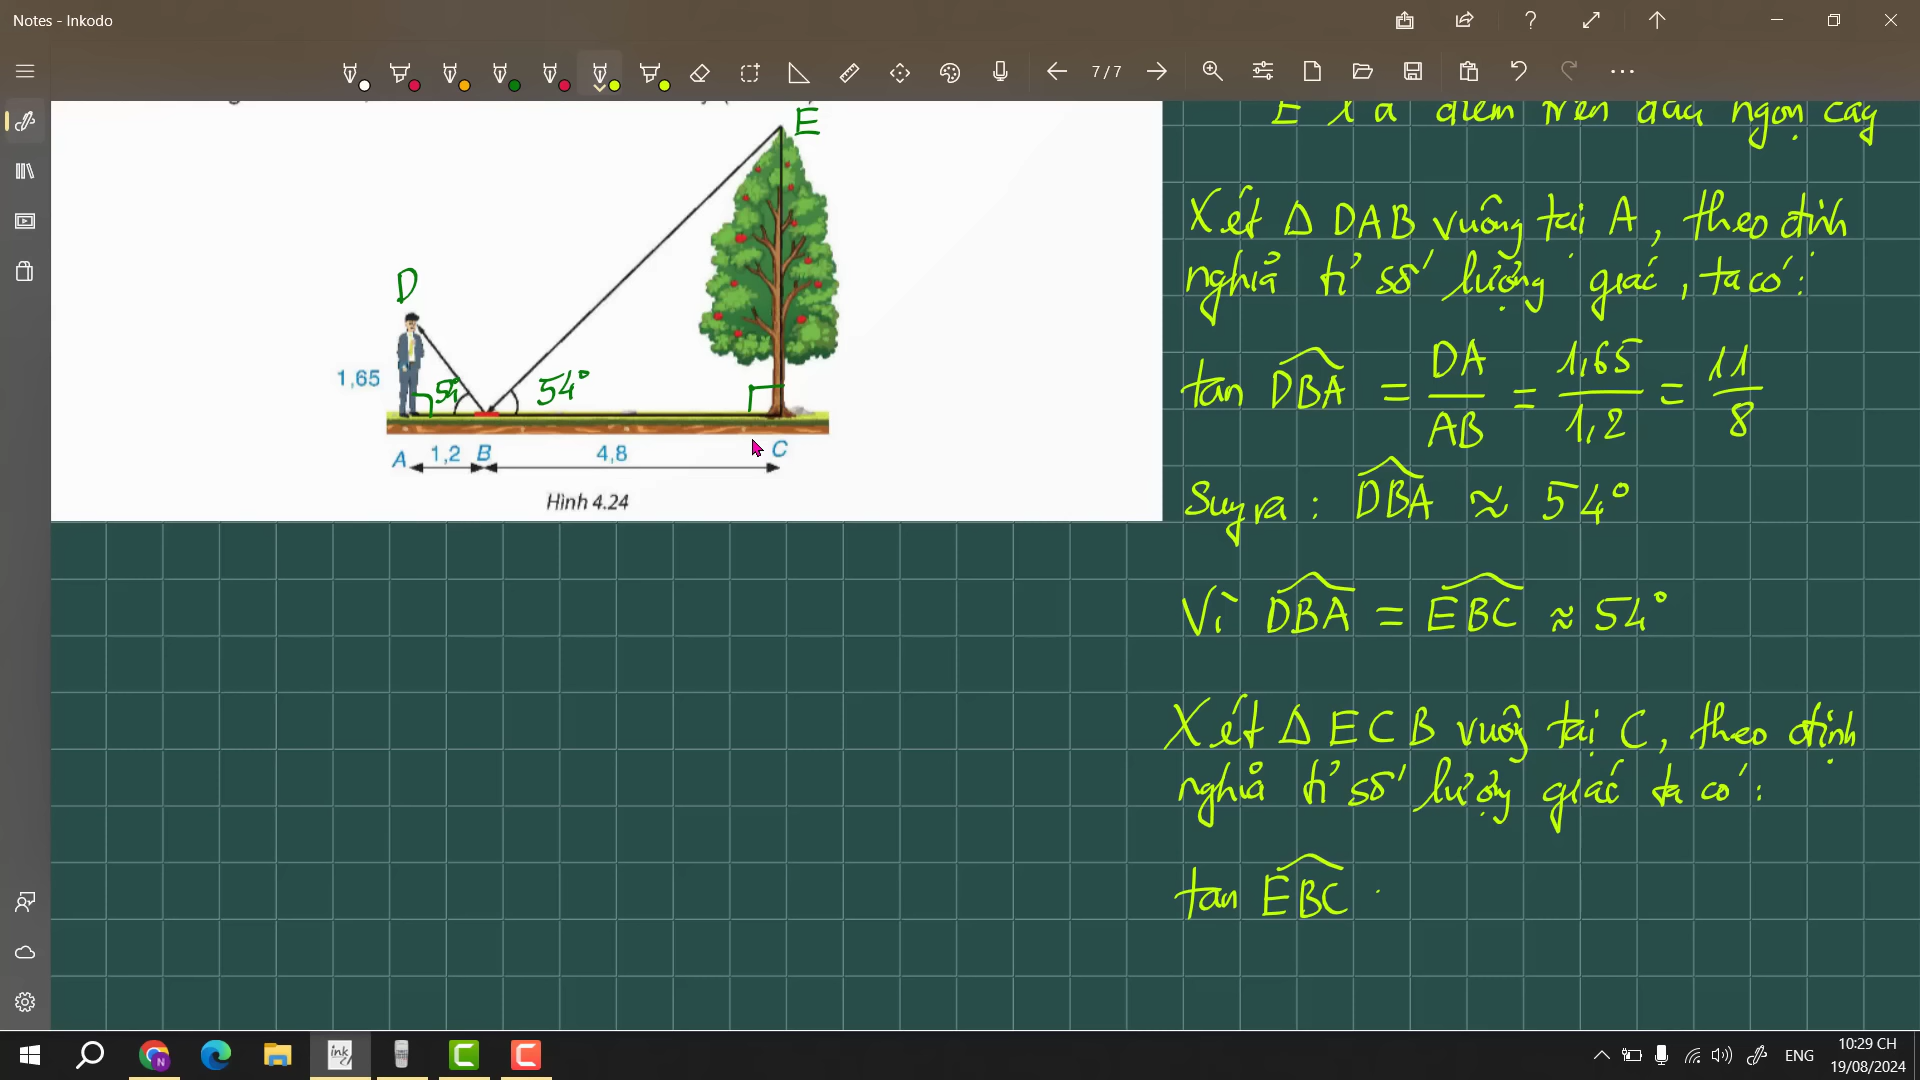 Notes - Inkodo
7 / 7
E là điểm trên đầu ngọn cây
E
D
1,65
54°
54°
A 1,2 B 4,8 C
Hình 4.24
Xét Δ DAB vuông tại A, theo định
nghĩa tỉ số lượng giác, ta có:
tan DBA = DA/AB = 1,65/1,2 = 11/8
Suy ra : DBA ≈ 54°
Vì DBA = EBC ≈ 54°
Xét Δ ECB vuông tại C, theo định
nghĩa tỉ số lượng giác ta có:
tan EBC
ENG
10:29 CH
19/08/2024